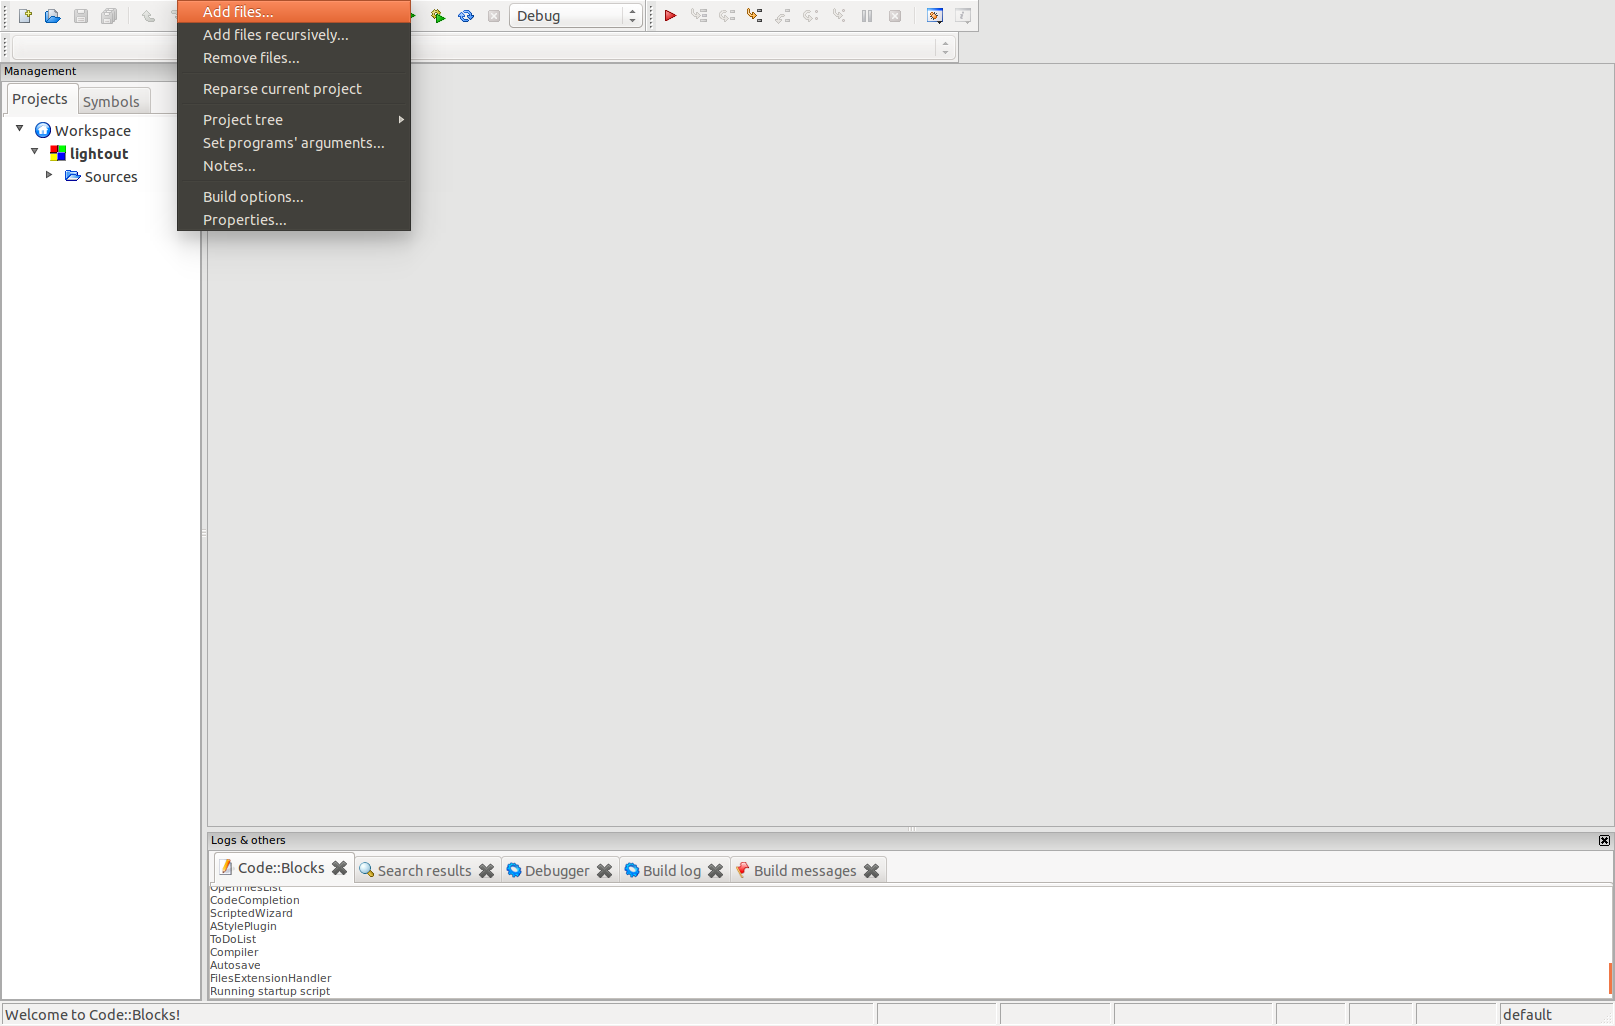 Add files...
Add files recursively...
Remove files...
Reparse current project
Project tree
Set programs' arguments...
Notes...
Build options...
Properties...
Debug
Management
Projects Symbols
Workspace
lightout
Sources
Logs & others
Code::Blocks Search results Debugger Build log Build messages
OpenFilesList
CodeCompletion
ScriptedWizard
AStylePlugin
ToDoList
Compiler
Autosave
FilesExtensionHandler
Running startup script
Welcome to Code::Blocks! default